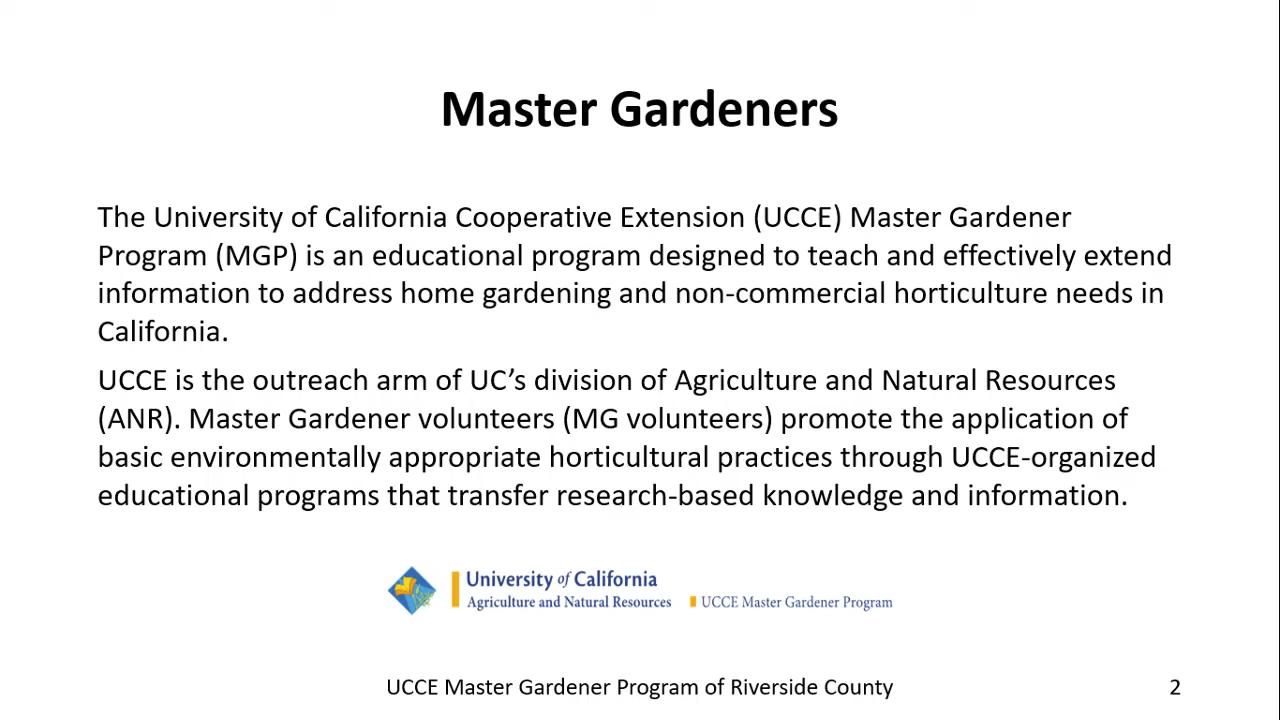 Master Gardeners
The University of California Cooperative Extension (UCCE) Master Gardener
Program (MGP) is an educational program designed to teach and effectively extend
information to address home gardening and non-commercial horticulture needs in
California.
UCCE is the outreach arm of UC’s division of Agriculture and Natural Resources
(ANR). Master Gardener volunteers (MG volunteers) promote the application of
basic environmentally appropriate horticultural practices through UCCE-organized
educational programs that transfer research-based knowledge and information.
University of California
Agriculture and Natural Resources UCCE Master Gardener Program
UCCE Master Gardener Program of Riverside County 2